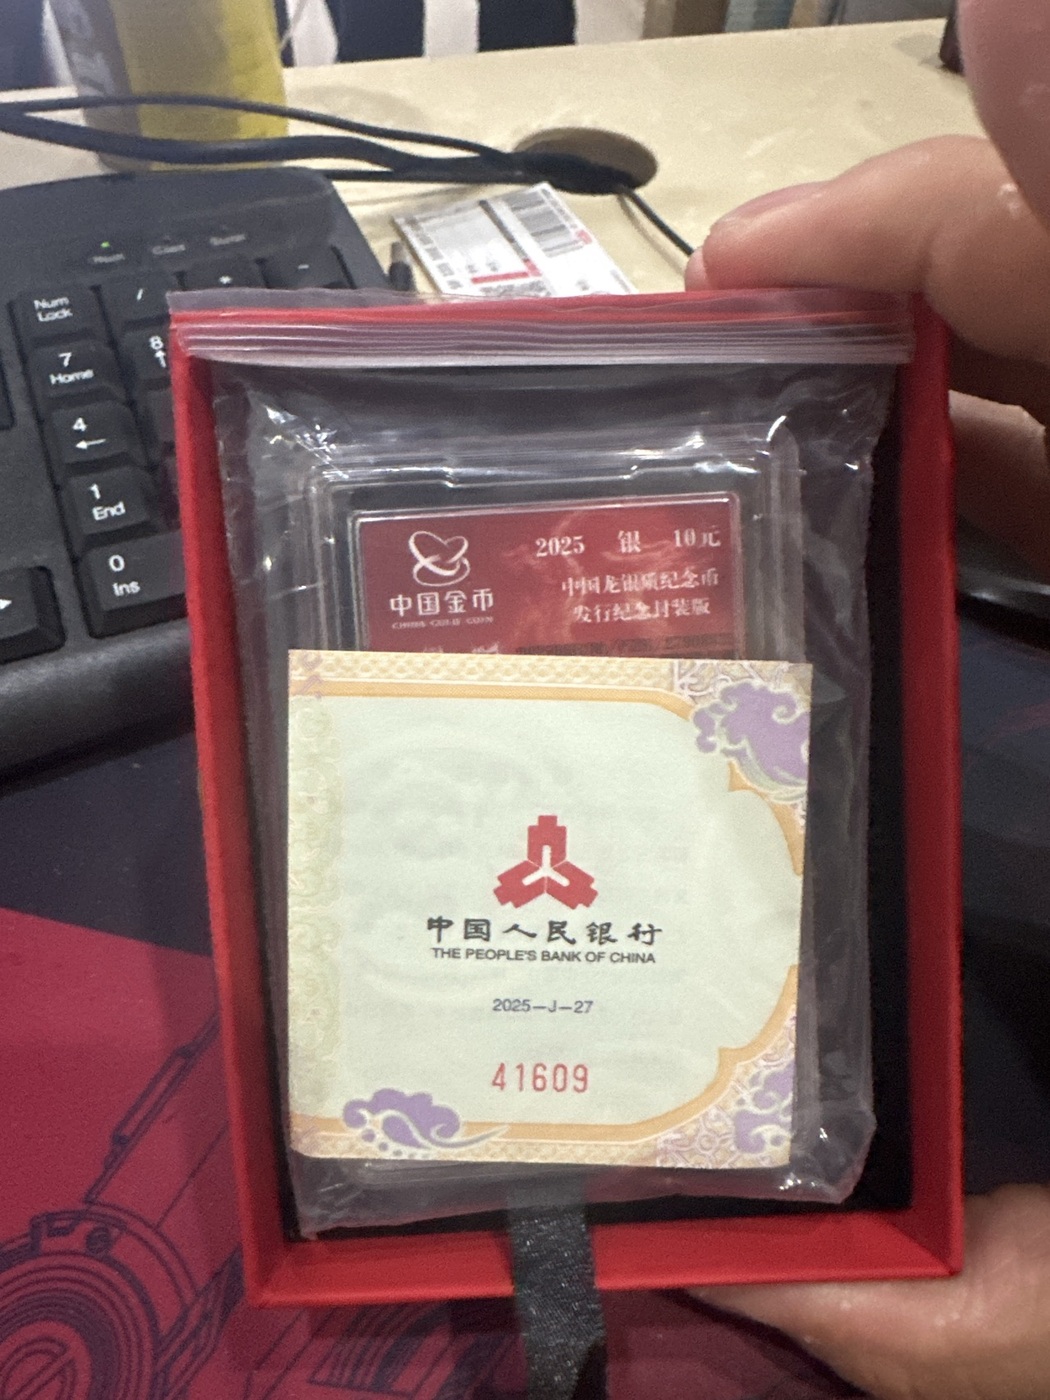 Num
Lock
/
*
-
7
Home
8
↑
4
←
1
End
0
Ins
2025 银 10元
中国龙银质纪念币
发行纪念封装版
中国金币
CHINA GOLD COIN
中国人民银行
THE PEOPLE'S BANK OF CHINA
2025-J-27
41609